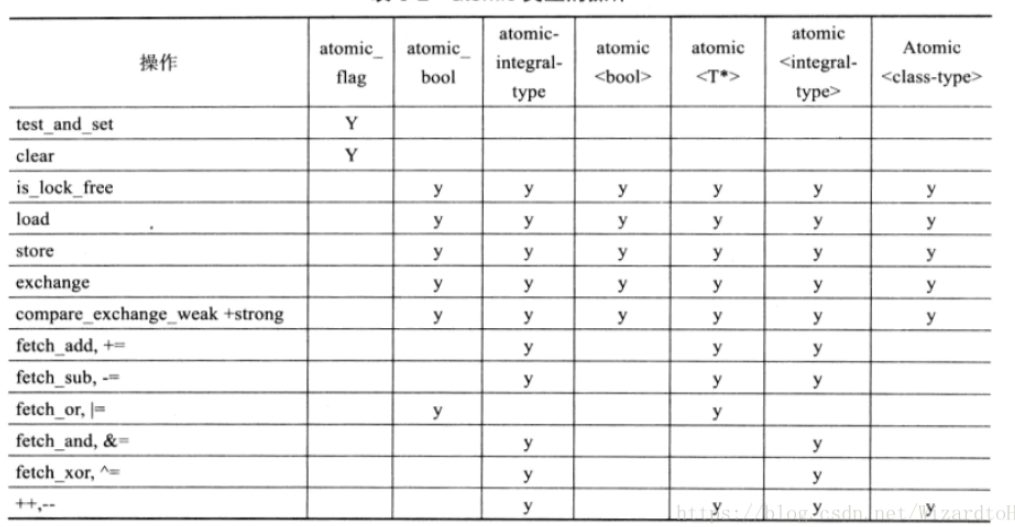 操作 atomic_flag atomic_bool atomic-integral-type atomic<bool> atomic<T*> atomic<integral-type> Atomic<class-type>
test_and_set Y
clear Y
is_lock_free y y y y y y
load y y y y y y
store y y y y y y
exchange y y y y y y
compare_exchange_weak +strong y y y y y y
fetch_add, += y y y
fetch_sub, -= y y y
fetch_or, |= y y
fetch_and, &= y y
fetch_xor, ^= y y
++,-- y y y y
https://blog.csdn.net/WizardtoH